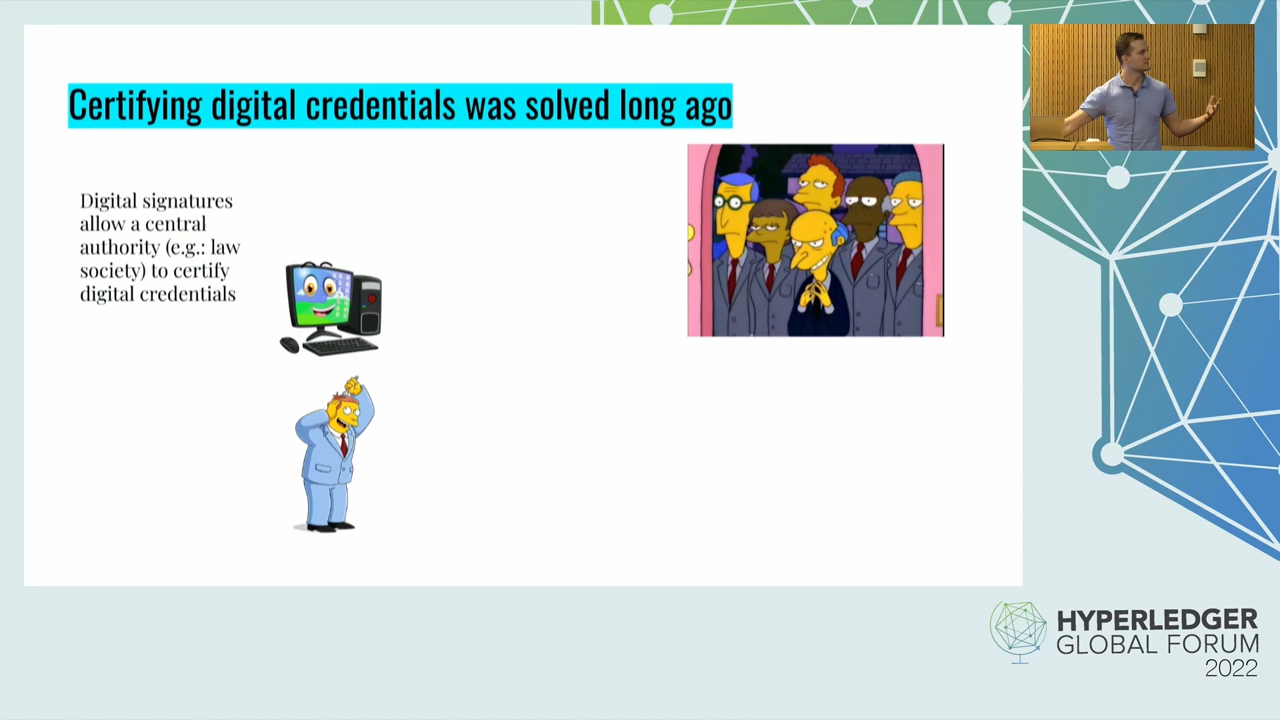 Certifying digital credentials was solved long ago
Digital signatures
allow a central
authority (e.g.: law
society) to certify
digital credentials
HYPERLEDGER
GLOBAL FORUM
2022